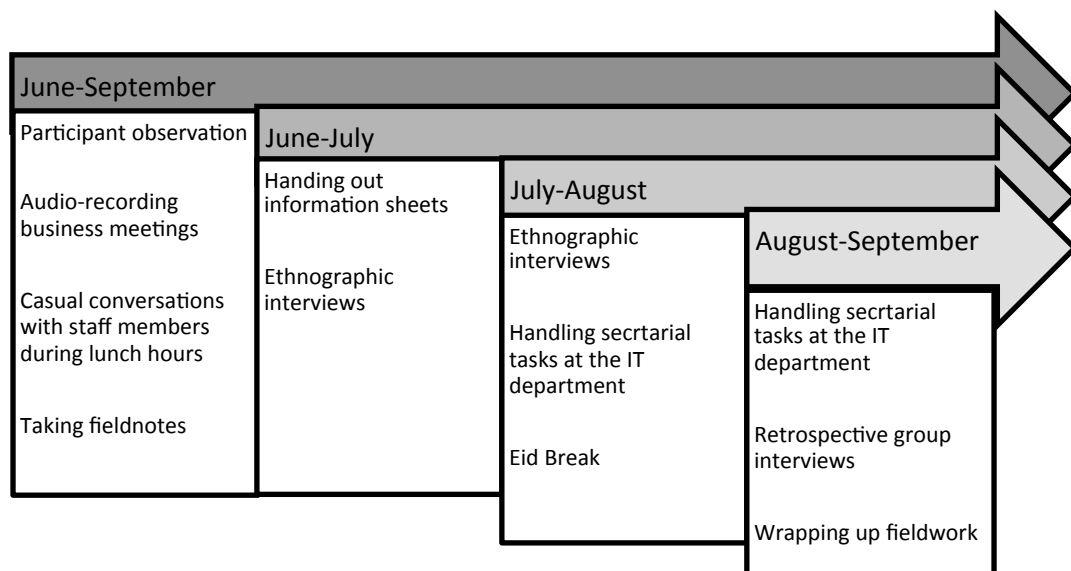 June-September
Participant observation
Audio-recording
business meetings
Casual conversations
with staff members
during lunch hours
Taking fieldnotes
June-July
Handing out
information sheets
Ethnographic
interviews
July-August
Ethnographic
interviews
Handling secrtarial
tasks at the IT
department
Eid Break
August-September
Handling secrtarial
tasks at the IT
department
Retrospective group
interviews
Wrapping up fieldwork